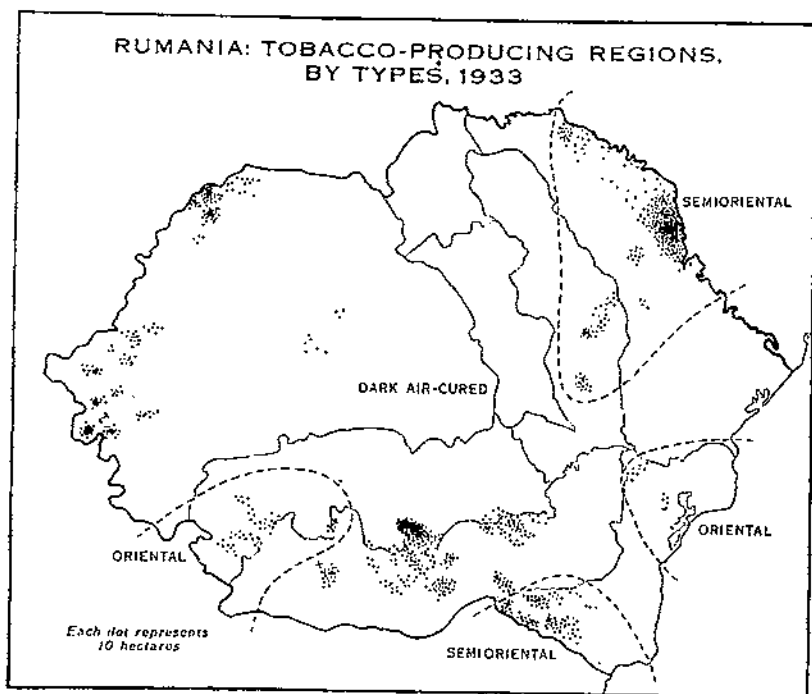 RUMANIA: TOBACCO-PRODUCING REGIONS,
BY TYPES, 1933
SEMIORIENTAL
DARK AIR-CURED
ORIENTAL
ORIENTAL
Each dot represents
10 hectares
SEMIORIENTAL